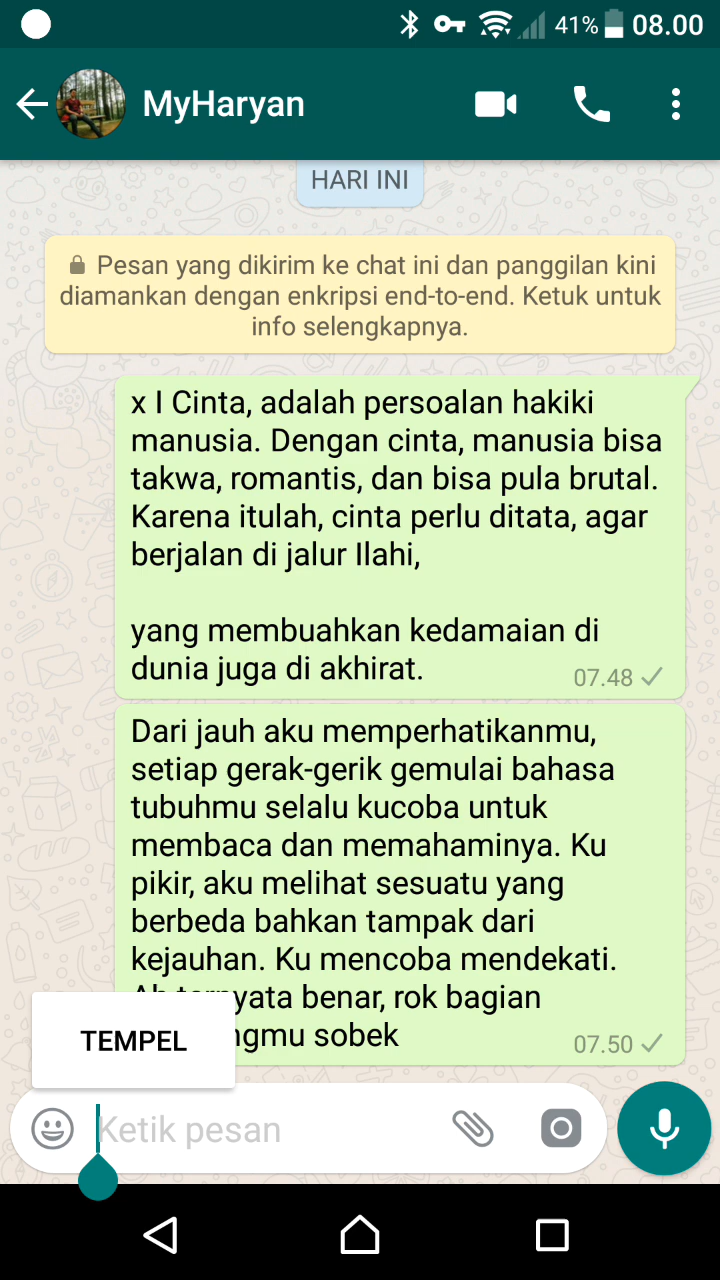 41% 08.00
MyHaryan
HARI INI
Pesan yang dikirim ke chat ini dan panggilan kini
diamankan dengan enkripsi end-to-end. Ketuk untuk
info selengkapnya.
x I Cinta, adalah persoalan hakiki
manusia. Dengan cinta, manusia bisa
takwa, romantis, dan bisa pula brutal.
Karena itulah, cinta perlu ditata, agar
berjalan di jalur Ilahi,
yang membuahkan kedamaian di
dunia juga di akhirat.
07.48
Dari jauh aku memperhatikanmu,
setiap gerak-gerik gemulai bahasa
tubuhmu selalu kucoba untuk
membaca dan memahaminya. Ku
pikir, aku melihat sesuatu yang
berbeda bahkan tampak dari
kejauhan. Ku mencoba mendekati.
benar, rok bagian
sobek
07.50
TEMPEL
Ketik pesan